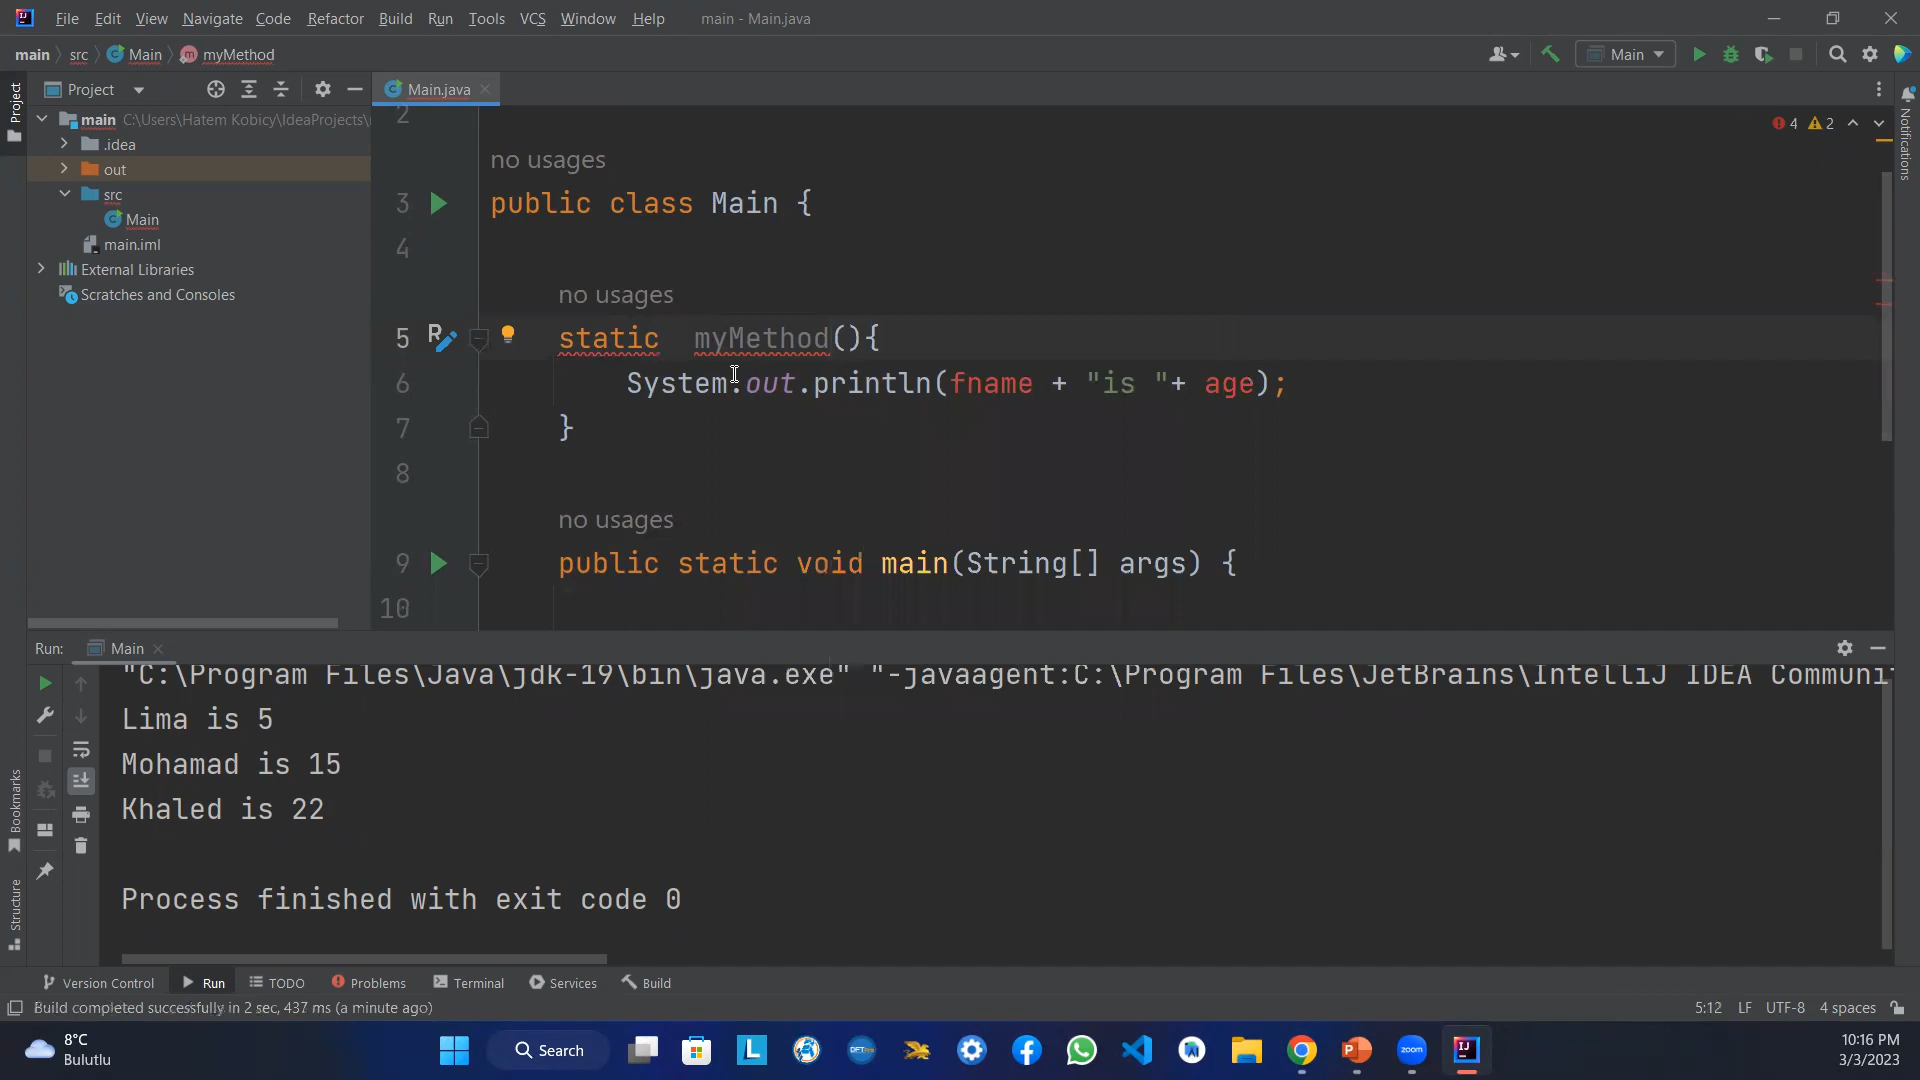 File Edit View Navigate Code Refactor Build Run Tools VCS Window Help main - Main.java
main src Main myMethod
Main
Project
Main.java
main C:\Users\Hatem Kobicy\IdeaProjects\
.idea
out
src
Main
main.iml
External Libraries
Scratches and Consoles
Project
Notifications
4 2
2
no usages
3 public class Main {
4
no usages
5 static myMethod(){
6 System.out.println(fname + "is "+ age);
7 }
8
no usages
9 public static void main(String[] args) {
10
Run: Main
"C:\Program Files\Java\jdk-19\bin\java.exe" "-javaagent:C:\Program Files\JetBrains\IntelliJ IDEA Communi
Lima is 5
Mohamad is 15
Khaled is 22
Process finished with exit code 0
Bookmarks
Structure
Version Control Run TODO Problems Terminal Services Build
Build completed successfully in 2 sec, 437 ms (a minute ago)
5:12 LF UTF-8 4 spaces
8°C
Bulutlu
Search
L
DFT
zoom
IJ
10:16 PM
3/3/2023